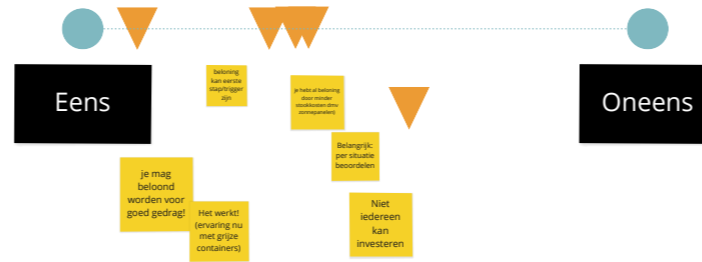 Eens
Oneens
beloning
kan eerste
stap/trigger
zijn
je hebt al beloning
door minder
stookkosten dmv
zonnepanelen)
Belangrijk:
per situatie
beoordelen
je mag
beloond
worden voor
goed gedrag!
Het werkt!
(ervaring nu
met grijze
containers)
Niet
iedereen
kan
investeren